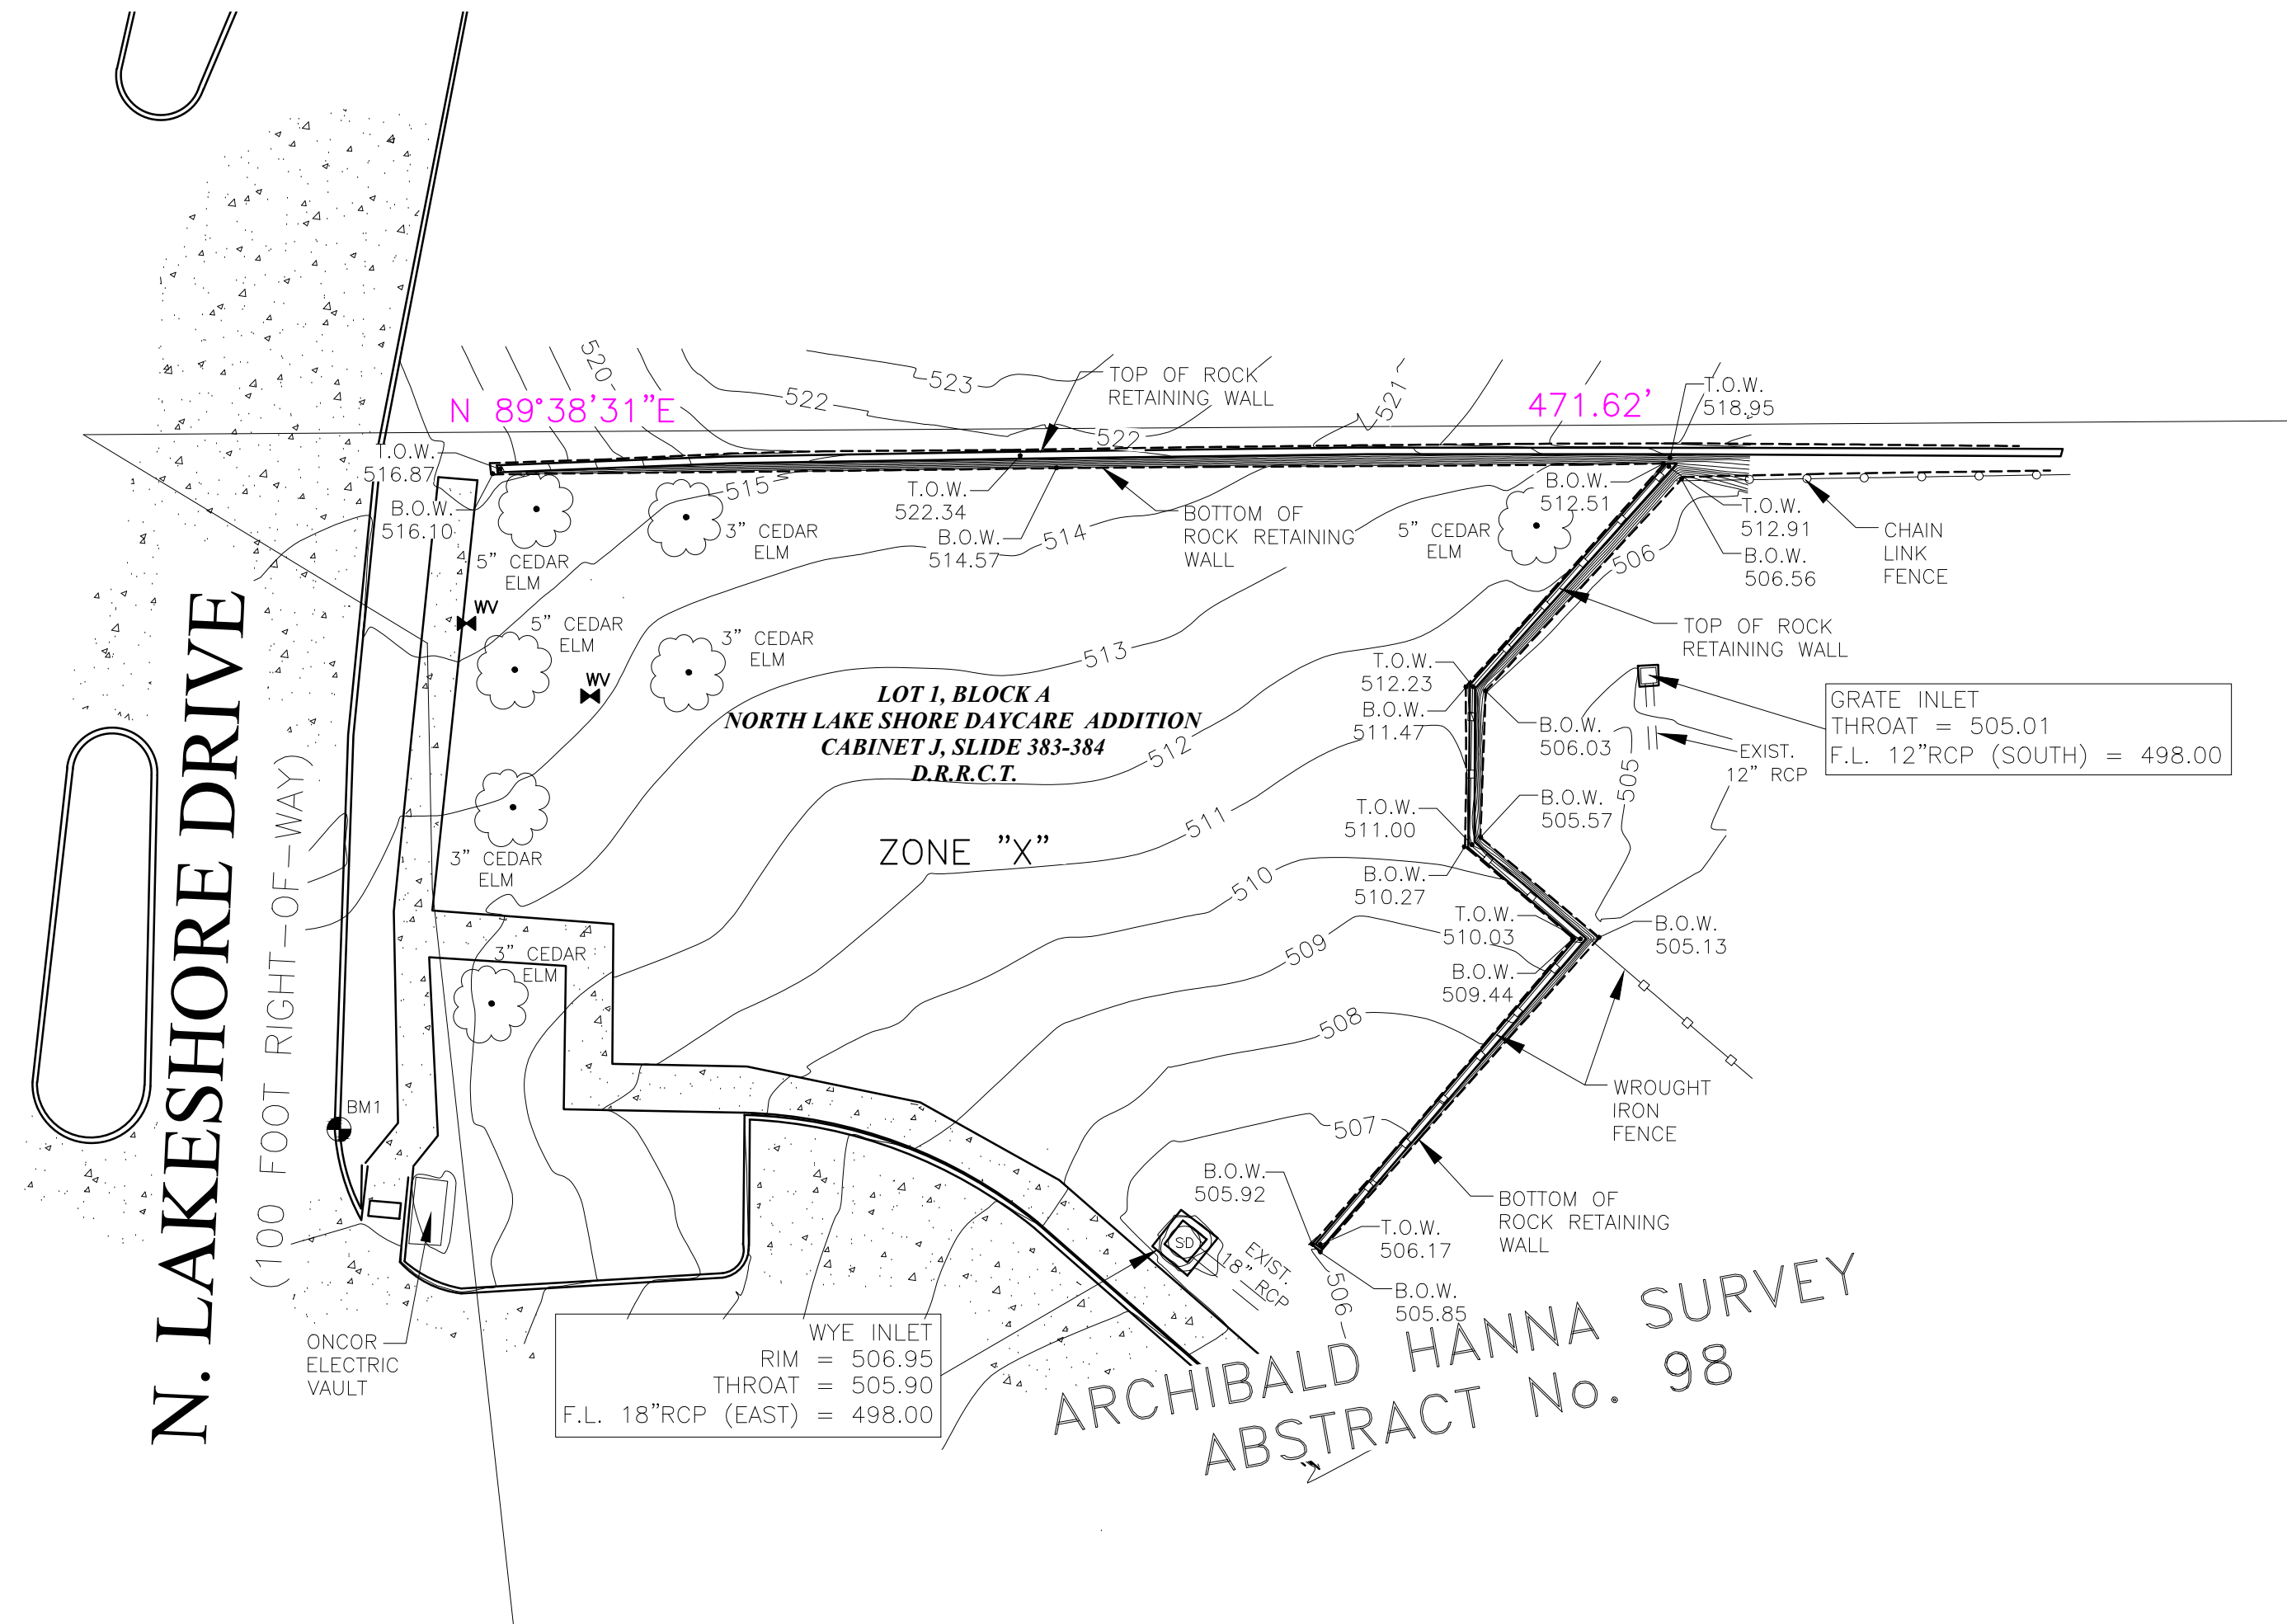 520
523
TOP OF ROCK
RETAINING WALL
521
T.O.W.
518.95
N 89°38'31"E
522
471.62'
522
T.O.W.
516.87
515
T.O.W.
522.34
B.O.W.
512.51
T.O.W.
512.91
B.O.W.
516.10
3" CEDAR
ELM
B.O.W.
514.57
514
BOTTOM OF
ROCK RETAINING
WALL
5" CEDAR
ELM
506
B.O.W.
506.56
CHAIN
LINK
FENCE
5" CEDAR
ELM
WV
5" CEDAR
ELM
3" CEDAR
ELM
513
TOP OF ROCK
RETAINING WALL
WV
T.O.W.
512.23
B.O.W.
511.47
LOT 1, BLOCK A
NORTH LAKE SHORE DAYCARE ADDITION
CABINET J, SLIDE 383-384
D.R.R.C.T.
512
B.O.W.
506.03
505
EXIST.
12" RCP
GRATE INLET
THROAT = 505.01
F.L. 12"RCP (SOUTH) = 498.00
N. LAKESHORE DRIVE
(100 FOOT RIGHT-OF-WAY)
ZONE "X"
511
T.O.W.
511.00
B.O.W.
505.57
3" CEDAR
ELM
510
B.O.W.
510.27
T.O.W.
510.03
B.O.W.
505.13
3" CEDAR
ELM
509
B.O.W.
509.44
508
BM1
507
WROUGHT
IRON
FENCE
B.O.W.
505.92
SD
EXIST.
18" RCP
T.O.W.
506.17
BOTTOM OF
ROCK RETAINING
WALL
506
B.O.W.
505.85
ONCOR
ELECTRIC
VAULT
WYE INLET
RIM = 506.95
THROAT = 505.90
F.L. 18"RCP (EAST) = 498.00
ARCHIBALD HANNA SURVEY
ABSTRACT No. 98